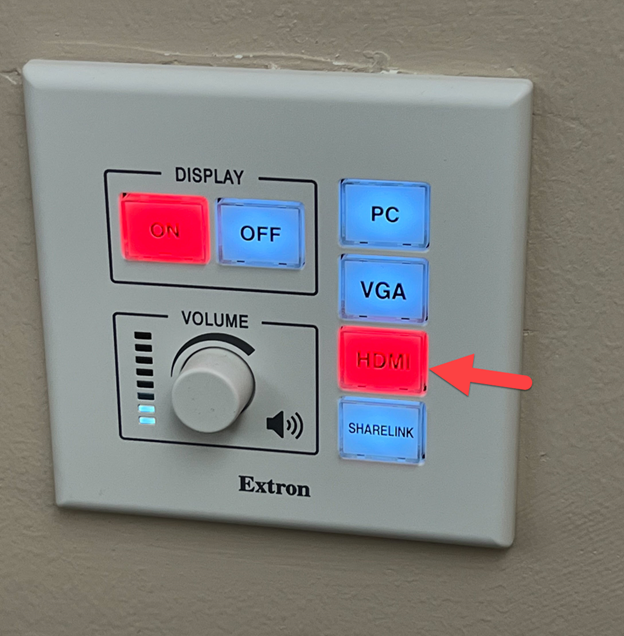 DISPLAY
ON
OFF
PC
VGA
HDMI
SHARELINK
VOLUME
Extron